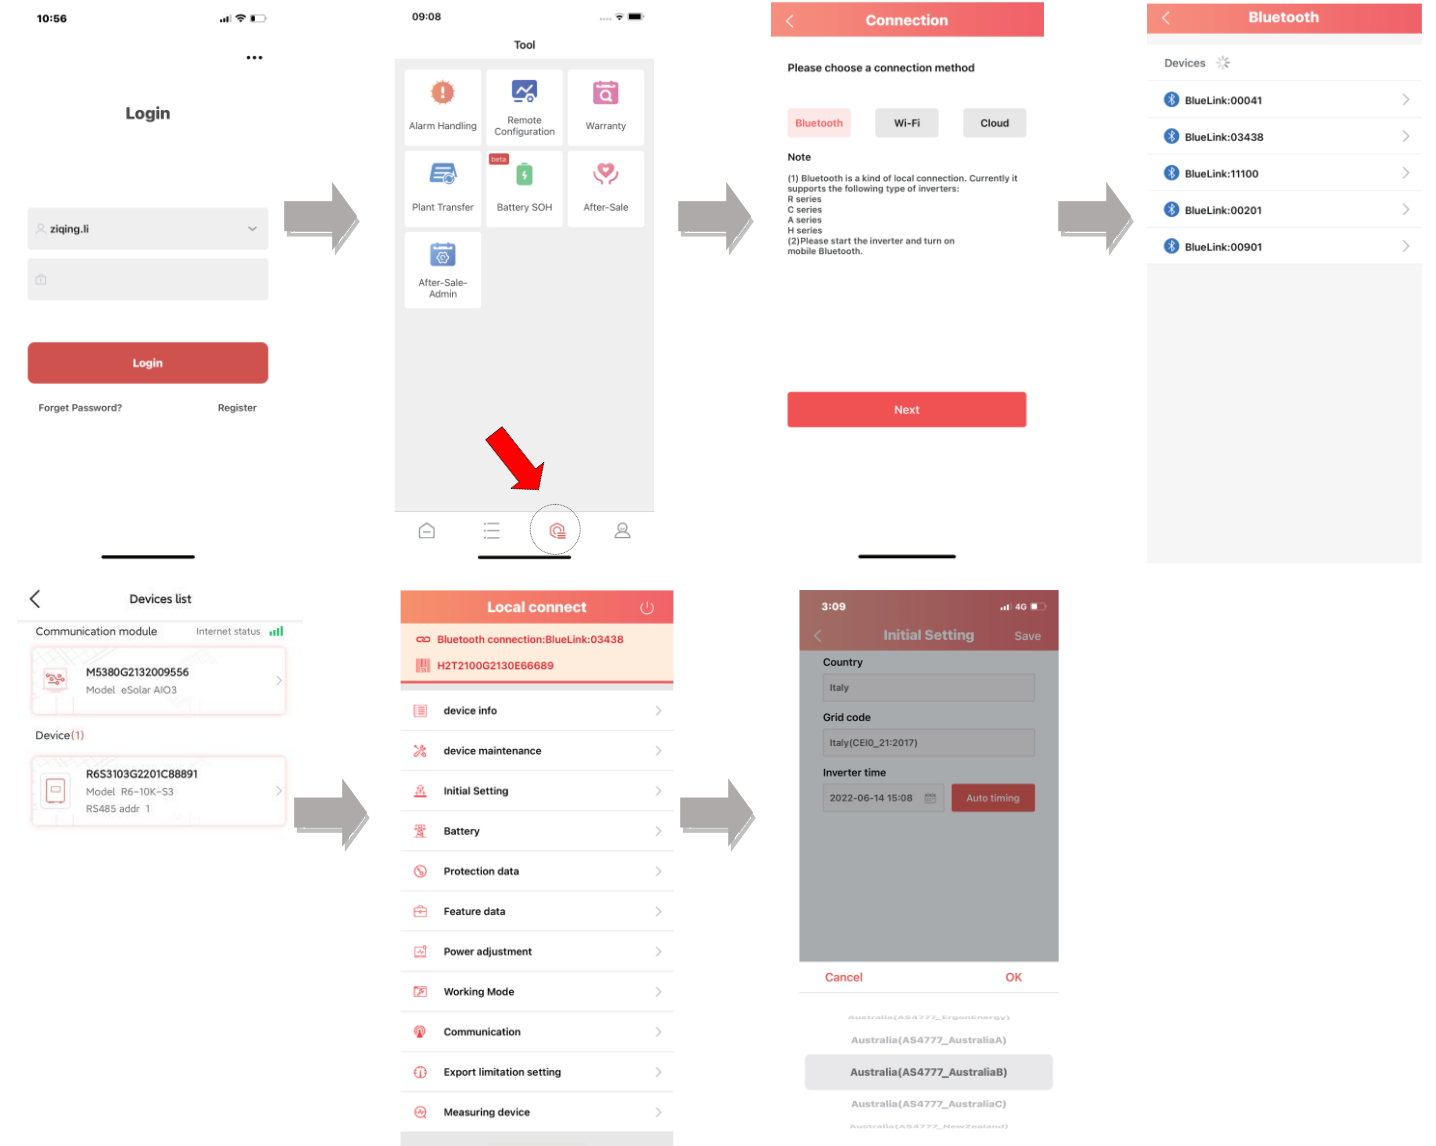 10:56
Login
ziqing.li
Login
Forget Password?
Register
09:08
Tool
Alarm Handling
Remote
Configuration
Warranty
Plant Transfer
beta
Battery SOH
After-Sale
After-Sale-
Admin
Connection
Please choose a connection method
Bluetooth
Wi-Fi
Cloud
Note
(1) Bluetooth is a kind of local connection. Currently it
supports the following type of inverters:
R series
C series
A series
H series
(2)Please start the inverter and turn on
mobile Bluetooth.
Next
Bluetooth
Devices
BlueLink:00041
BlueLink:03438
BlueLink:11100
BlueLink:00201
BlueLink:00901
Devices list
Communication module
Internet status
M5380G2132009556
Model eSolar AIO3
Device(1)
R6S3103G2201C88891
Model R6-10K-S3
RS485 addr 1
Local connect
Bluetooth connection:BlueLink:03438
H2T2100G2130E66689
device info
device maintenance
Initial Setting
Battery
Protection data
Feature data
Power adjustment
Working Mode
Communication
Export limitation setting
Measuring device
3:09
4G
Initial Setting
Save
Country
Italy
Grid code
Italy(CEI0_21:2017)
Inverter time
2022-06-14 15:08
Auto timing
Cancel
OK
Australia(AS4777_ErgonEnergy)
Australia(AS4777_AustraliaA)
Australia(AS4777_AustraliaB)
Australia(AS4777_AustraliaC)
Australia(AS4777_NewZealand)